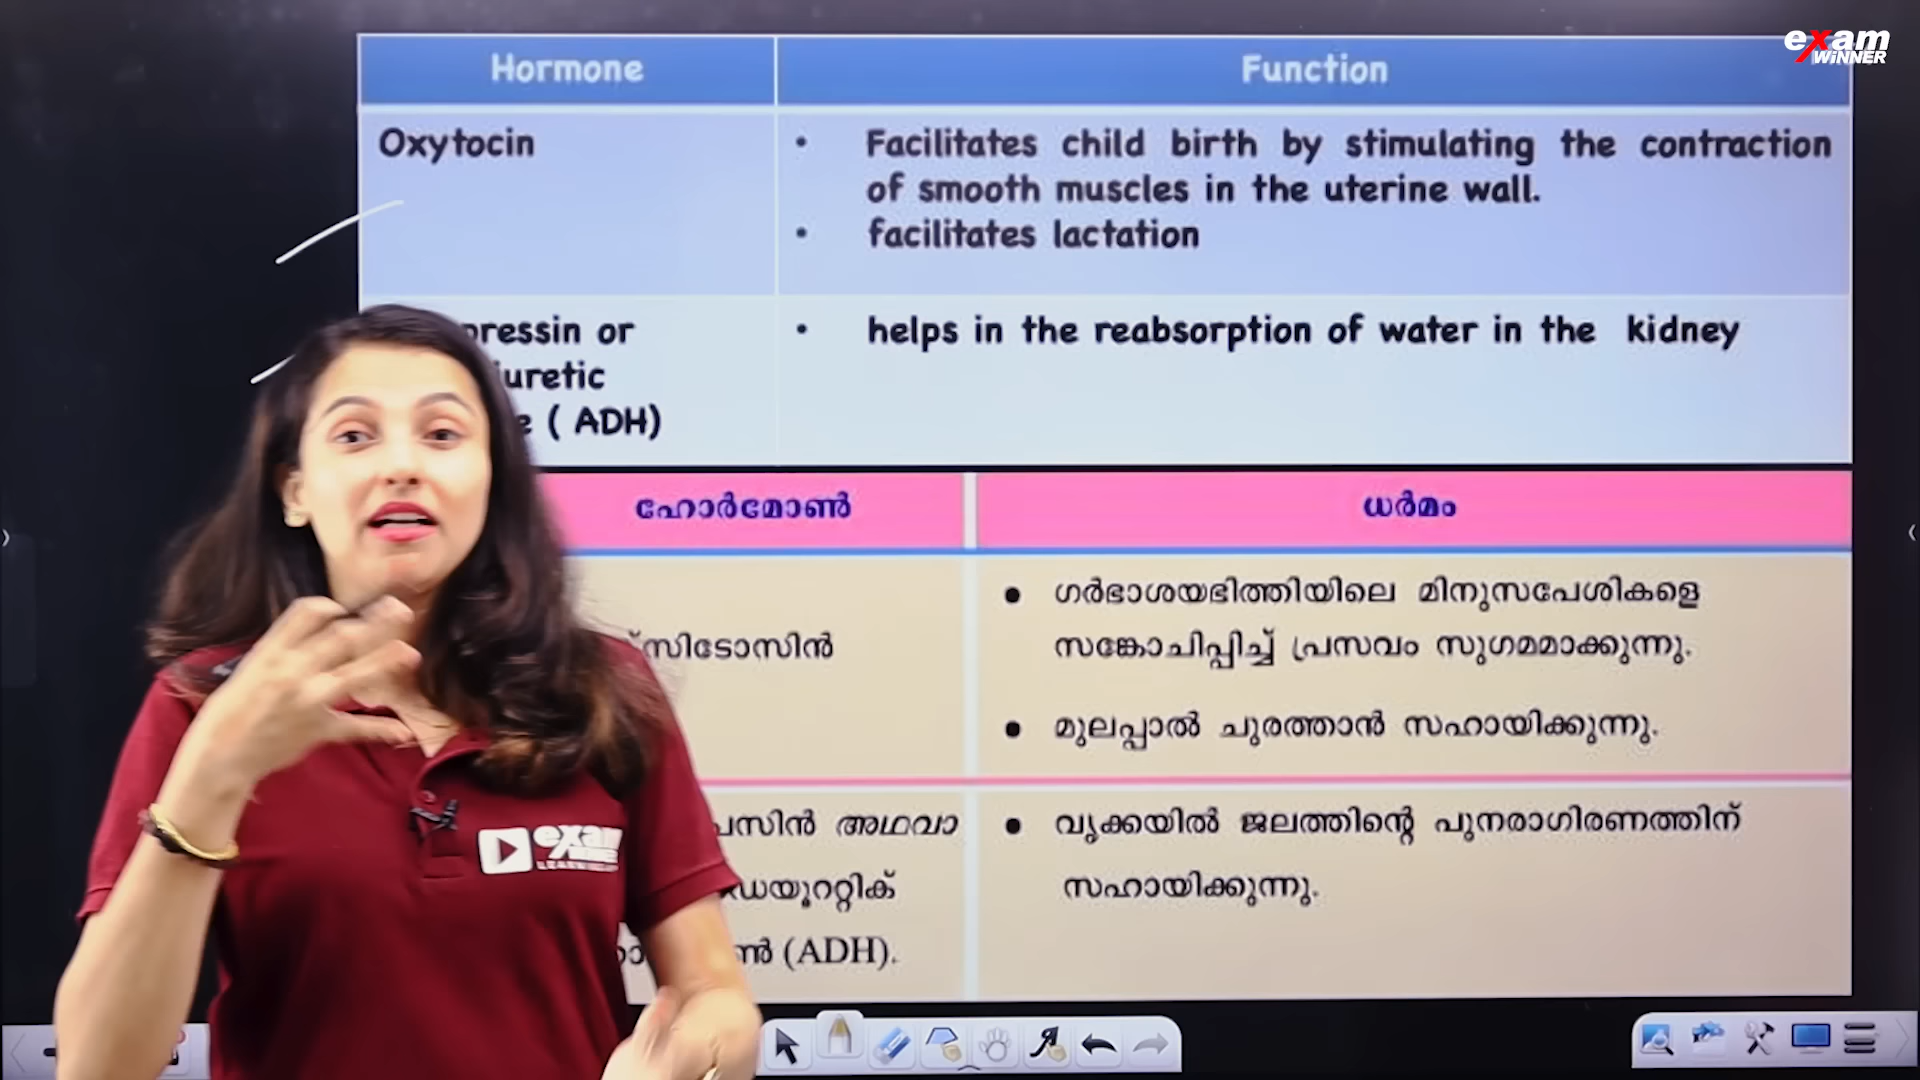 exam
WiNNER
Hormone Function
Oxytocin • Facilitates child birth by stimulating the contraction
of smooth muscles in the uterine wall.
• facilitates lactation
pressin or • helps in the reabsorption of water in the kidney
iuretic
e ( ADH)
ഹോർമോൺ ധർമം
• ഗർഭാശയഭിത്തിയിലെ മിനുസപേശികളെ
സിടോസിൻ സങ്കോചിപ്പിച്ച് പ്രസവം സുഗമമാക്കുന്നു.
• മുലപ്പാൽ ചുരത്താൻ സഹായിക്കുന്നു.
പ്രസിൻ അഥവാ • വൃക്കയിൽ ജലത്തിന്റെ പുനരാഗിരണത്തിന്
ഡൈയൂററ്റിക് സഹായിക്കുന്നു.
ൺ (ADH).
exam